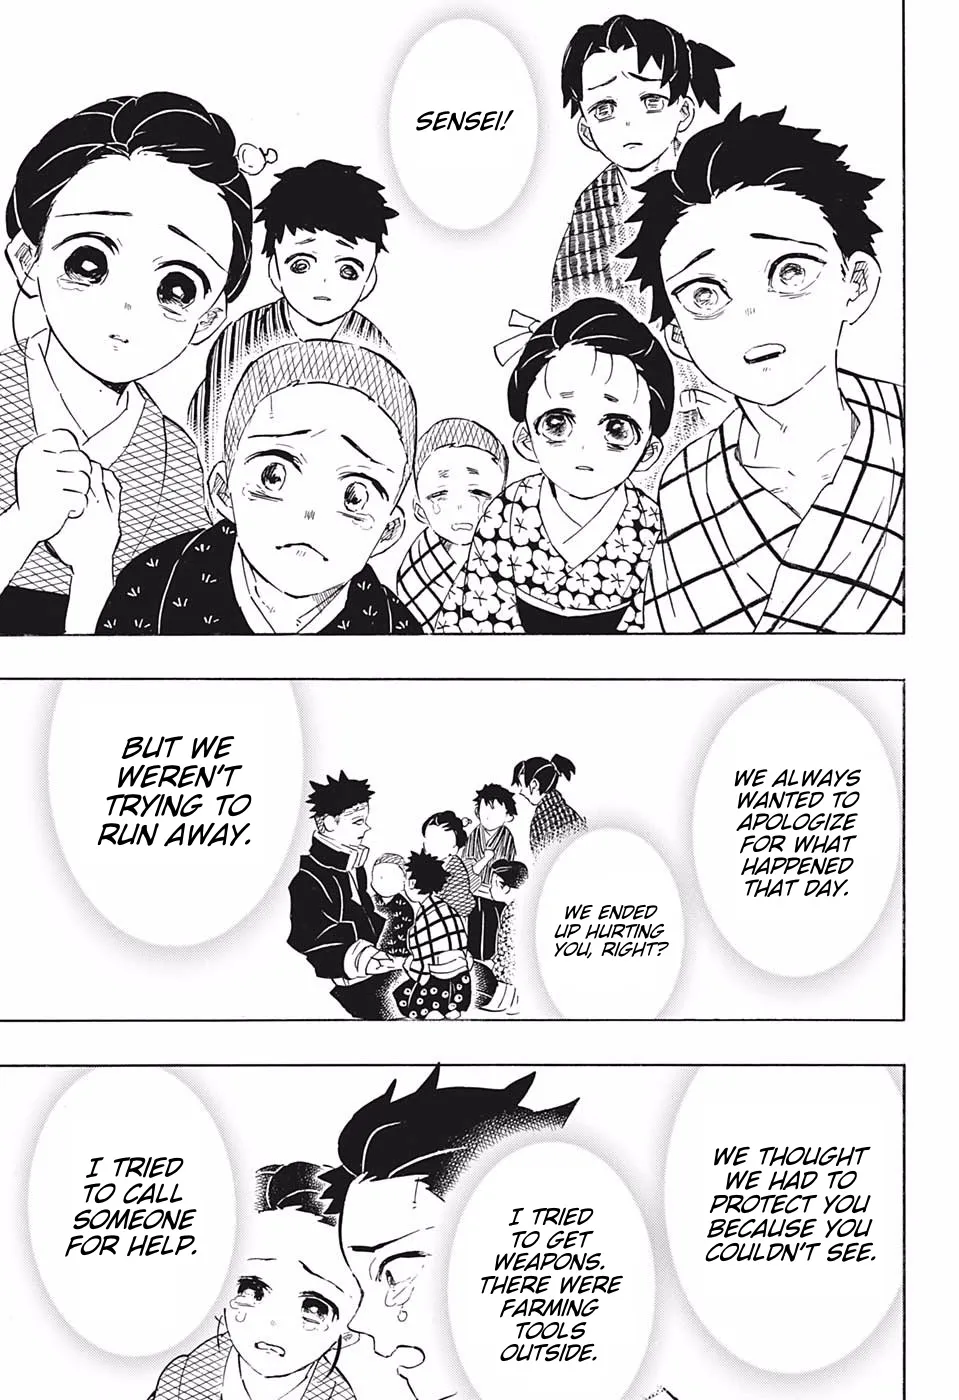 SENSEI!
WE ALWAYS
WANTED TO
APOLOGIZE
FOR WHAT
HAPPENED
THAT DAY.
WE ENDED
UP HURTING
YOU, RIGHT?
BUT WE
WEREN'T
TRYING TO
RUN AWAY.
WE THOUGHT
WE HAD TO
PROTECT YOU
BECAUSE YOU
COULDN'T SEE.
I TRIED
TO GET
WEAPONS.
THERE WERE
FARMING
TOOLS
OUTSIDE.
I TRIED
TO CALL
SOMEONE
FOR HELP.